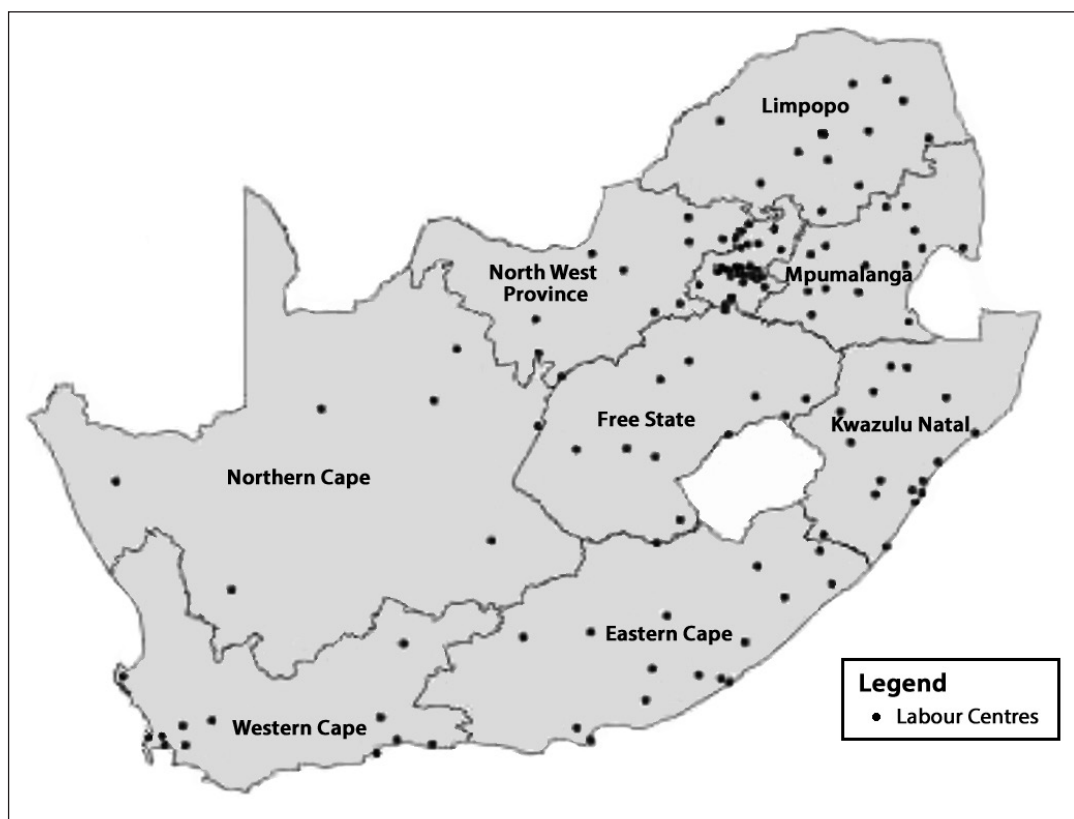 Limpopo
North West
Province
Mpumalanga
Free State
Kwazulu Natal
Northern Cape
Eastern Cape
Western Cape
Legend
Labour Centres